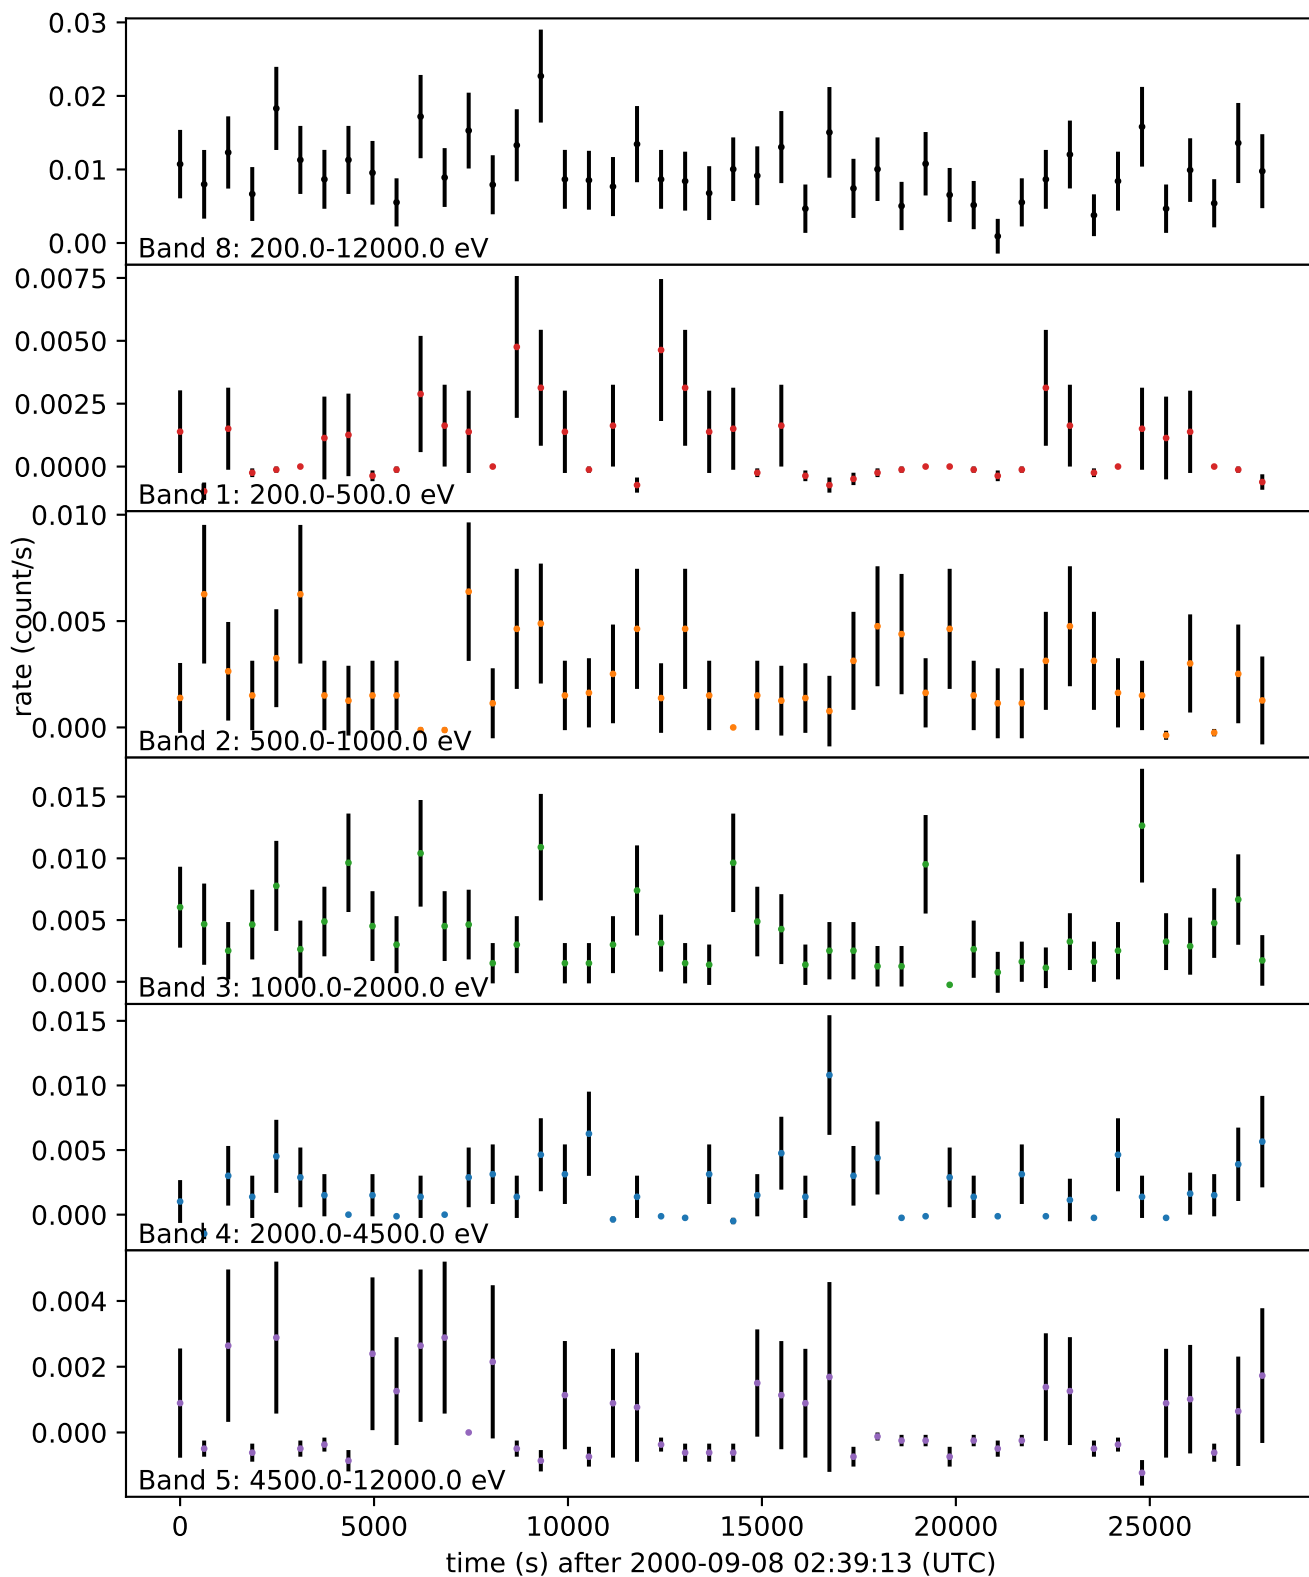 0.03
0.02
0.01
0.00
Band 8: 200.0-12000.0 eV
0.0075
0.0050
0.0025
0.0000
Band 1: 200.0-500.0 eV
0.010
0.005
0.000
Band 2: 500.0-1000.0 eV
rate (count/s)
0.015
0.010
0.005
0.000
Band 3: 1000.0-2000.0 eV
0.015
0.010
0.005
0.000
Band 4: 2000.0-4500.0 eV
0.004
0.002
0.000
Band 5: 4500.0-12000.0 eV
0 5000 10000 15000 20000 25000
time (s) after 2000-09-08 02:39:13 (UTC)